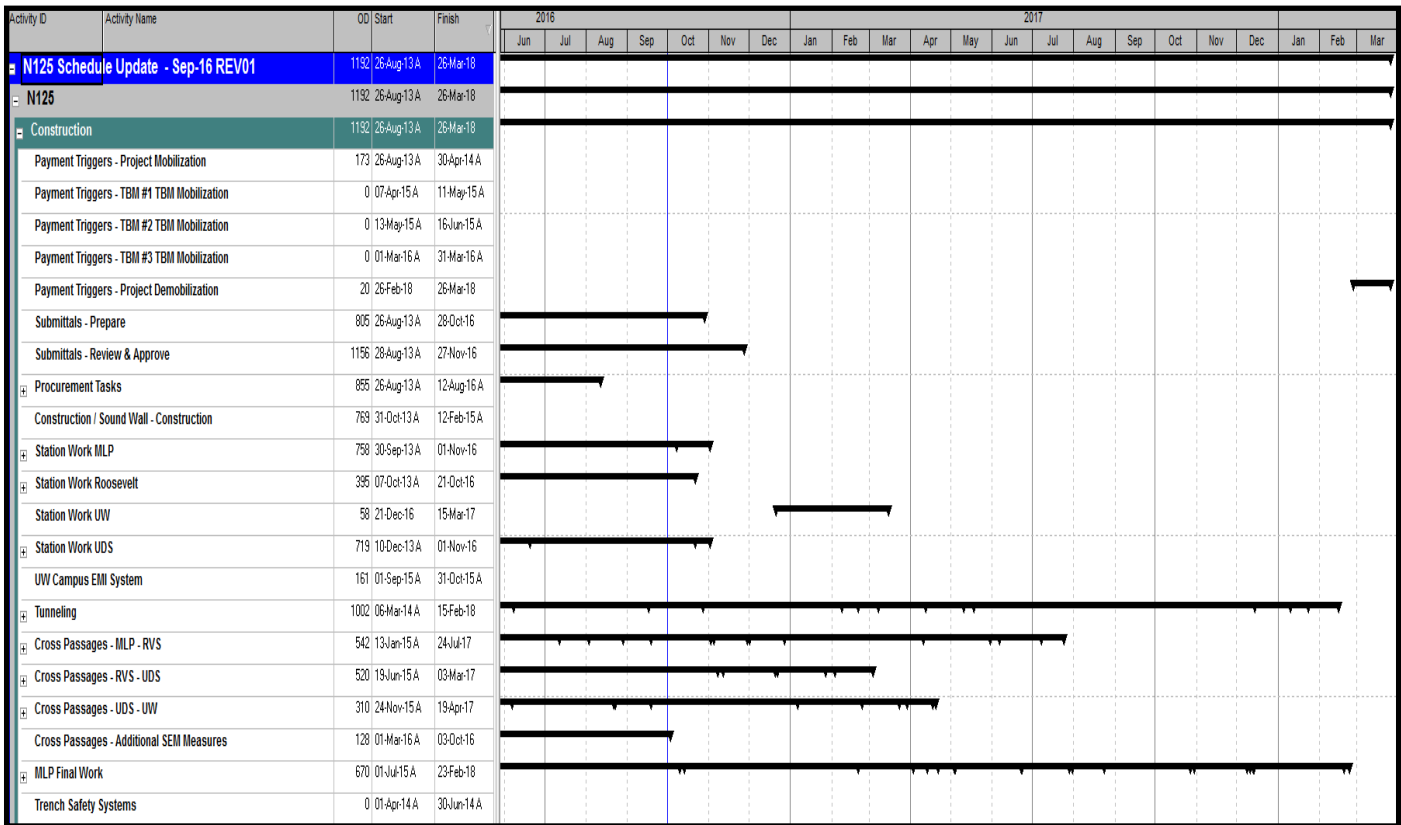 Activity ID Activity Name OD Start Finish 2016 2017
Jun Jul Aug Sep Oct Nov Dec Jan Feb Mar Apr May Jun Jul Aug Sep Oct Nov Dec Jan Feb Mar
N125 Schedule Update - Sep-16 REV01 1192 26-Aug-13 A 26-Mar-18
N125 1192 26-Aug-13 A 26-Mar-18
Construction 1192 26-Aug-13 A 26-Mar-18
Payment Triggers - Project Mobilization 173 26-Aug-13 A 30-Apr-14 A
Payment Triggers - TBM #1 TBM Mobilization 0 07-Apr-15 A 11-May-15 A
Payment Triggers - TBM #2 TBM Mobilization 0 13-May-15 A 16-Jun-15 A
Payment Triggers - TBM #3 TBM Mobilization 0 01-Mar-16 A 31-Mar-16 A
Payment Triggers - Project Demobilization 20 26-Feb-18 26-Mar-18
Submittals - Prepare 805 26-Aug-13 A 28-Oct-16
Submittals - Review & Approve 1156 28-Aug-13 A 27-Nov-16
Procurement Tasks 855 26-Aug-13 A 12-Aug-16 A
Construction / Sound Wall - Construction 769 31-Oct-13 A 12-Feb-15 A
Station Work MLP 758 30-Sep-13 A 01-Nov-16
Station Work Roosevelt 395 07-Oct-13 A 21-Oct-16
Station Work UW 58 21-Dec-16 15-Mar-17
Station Work UDS 719 10-Dec-13 A 01-Nov-16
UW Campus EMI System 161 01-Sep-15 A 31-Oct-15 A
Tunneling 1002 06-Mar-14 A 15-Feb-18
Cross Passages - MLP - RVS 542 13-Jan-15 A 24-Jul-17
Cross Passages - RVS - UDS 520 19-Jun-15 A 03-Mar-17
Cross Passages - UDS - UW 310 24-Nov-15 A 19-Apr-17
Cross Passages - Additional SEM Measures 128 01-Mar-16 A 03-Oct-16
MLP Final Work 670 01-Jul-15 A 23-Feb-18
Trench Safety Systems 0 01-Apr-14 A 30-Jun-14 A